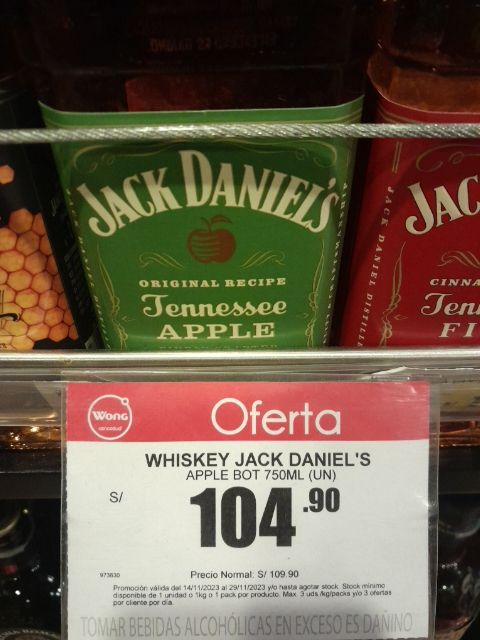 JACK DANIEL'S
ORIGINAL RECIPE
Tennessee
APPLE
JACK DANIEL DISTILL
JAC
CINNA
Ten
FI
Wong
cencosud
Oferta
WHISKEY JACK DANIEL'S
APPLE BOT 750ML (UN)
S/ 104.90
973630 Precio Normal: S/ 109.90
Promoción válida del 14/11/2023 al 29/11/2023 y/o hasta agotar stock. Stock mínimo
disponible de 1 unidad o 1kg o 1 pack por producto. Max. 3 uds /kg/packs y/o 3 ofertas
por cliente por día.
TOMAR BEBIDAS ALCOHÓLICAS EN EXCESO ES DAÑINO